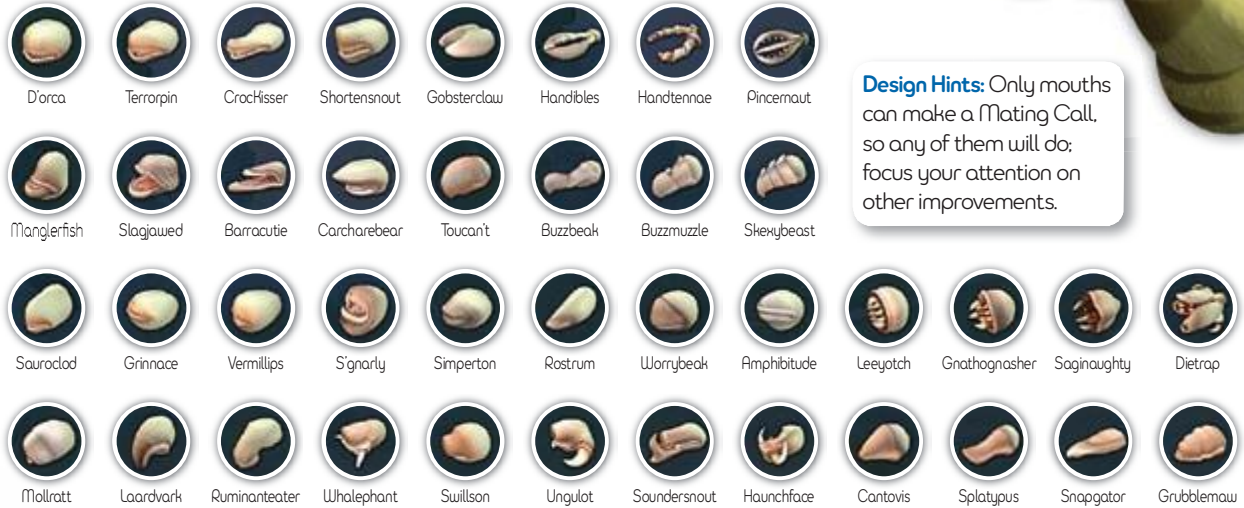 D'orca Terrorpin CrocKisser Shortensnout Gobsterclaw Handibles Handtennae Pincernaut
Design Hints: Only mouths
can make a Mating Call,
so any of them will do;
focus your attention on
other improvements.
Manglerfish Slagjawed Barracutie Carcharebear Toucan't Buzzbeak Buzzmuzzle Skexybeast
Sauroclod Grinnace Vermillips S'gnarly Simperton Rostrum Worrybeak Amphibitude Leeyotch Gnathognasher Saginaughty Dietrap
Mollratt Laardvark Ruminanteater Whalephant Swillson Ungulot Soundersnout Haunchface Cantovis Splatypus Snapgator Grubblemaw